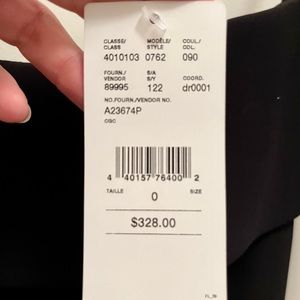 CLASSE/ MODÈLE/ COUL./
CLASS STYLE COL.
4010103 0762 090
FOURN./ S/A
VENDOR S/Y COORD.
89995 122 dr0001
NO.FOURN./VENDOR NO.
A23674P
CGC
4 40157 76400 2
TAILLE 0 SIZE
$328.00